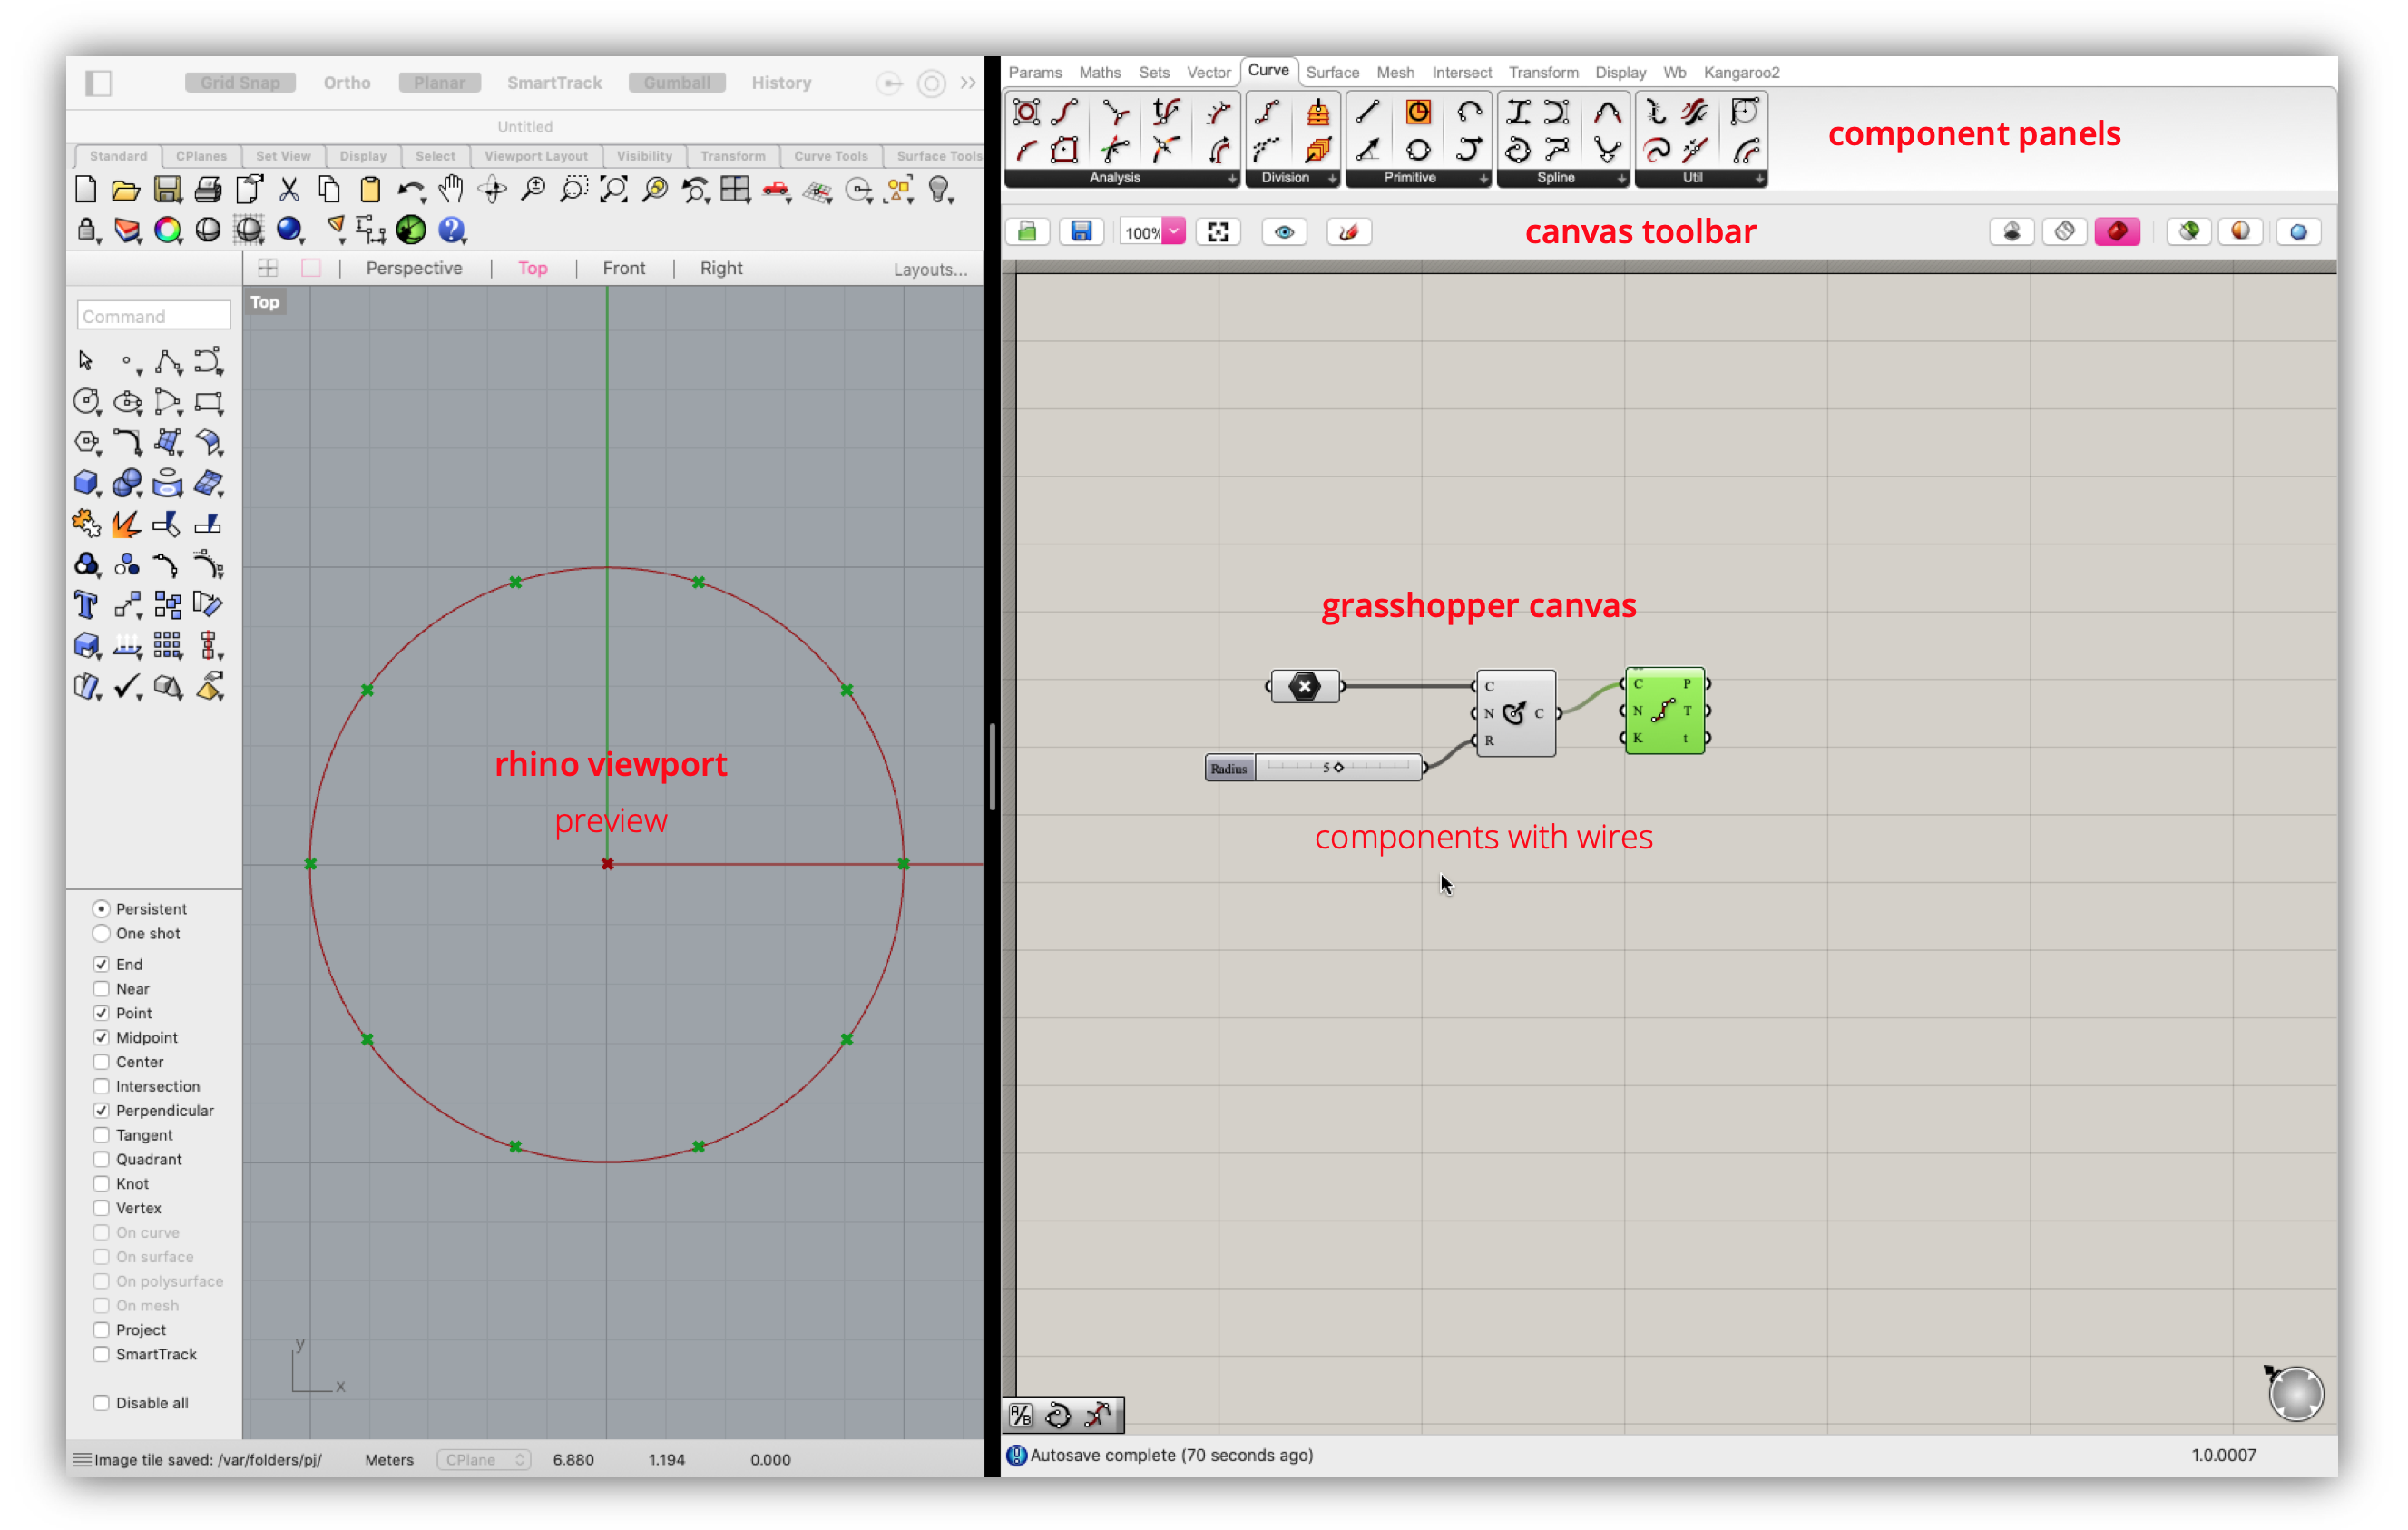 Grid Snap Ortho Planar SmartTrack Gumball History
Untitled
Standard CPlanes Set View Display Select Viewport Layout Visibility Transform Curve Tools Surface Tools
Perspective Top Front Right Layouts...
Top
Command
rhino viewport
preview
Persistent
One shot
End
Near
Point
Midpoint
Center
Intersection
Perpendicular
Tangent
Quadrant
Knot
Vertex
On curve
On surface
On polysurface
On mesh
Project
SmartTrack
Disable all
y
x
Image tile saved: /var/folders/pj/ Meters CPlane 6.880 1.194 0.000
Params Maths Sets Vector Curve Surface Mesh Intersect Transform Display Wb Kangaroo2
component panels
Analysis Division Primitive Spline Util
100% canvas toolbar
grasshopper canvas
C
N C
R
C P
N T
K t
Radius 5
components with wires
A/B
Autosave complete (70 seconds ago) 1.0.0007